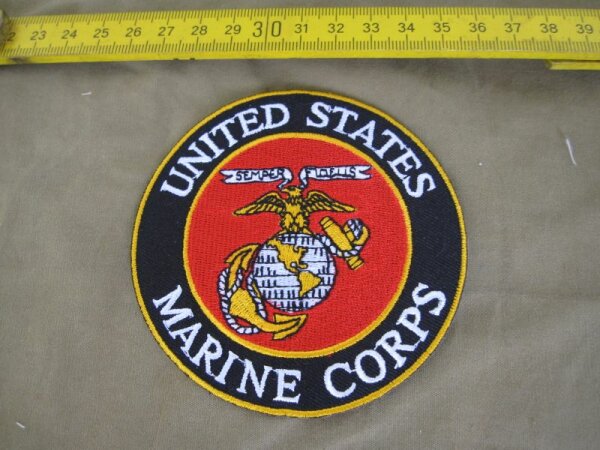 23 24 25 26 27 28 29 30 31 32 33 34 35 36 37 38 39
UNITED STATES
SEMPER FIDELIS
MARINE CORPS